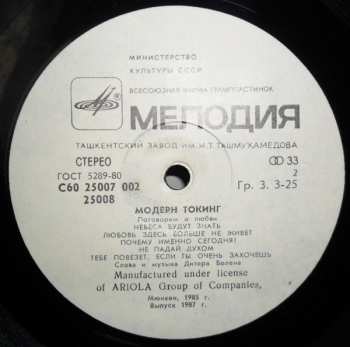 МИНИСТЕРСТВО
КУЛЬТУРЫ СССР
ВСЕСОЮЗНАЯ ФИРМА ГРАМПЛАСТИНОК
МЕЛОДИЯ
ТАШКЕНТСКИЙ ЗАВОД ИМ. М.Т. ТАШМУХАМЕДОВА
СТЕРЕО
33
ГОСТ 5289-80
2
С60 25007 002
Гр. 3. 3-25
25008
МОДЕРН ТОКИНГ
Поговорим о любви
НЕБЕСА БУДУТ ЗНАТЬ
ЛЮБОВЬ ЗДЕСЬ БОЛЬШЕ НЕ ЖИВЕТ
ПОЧЕМУ ИМЕННО СЕГОДНЯ?
НЕ ПАДАЙ ДУХОМ
ТЕБЕ ПОВЕЗЕТ, ЕСЛИ ТЫ ОЧЕНЬ ЗАХОЧЕШЬ
Слова и музыка Дитера Болена
Manufactured under license
of ARIOLA Group of Companies,
Мюнхен, 1985 г.
Выпуск 1987 г.